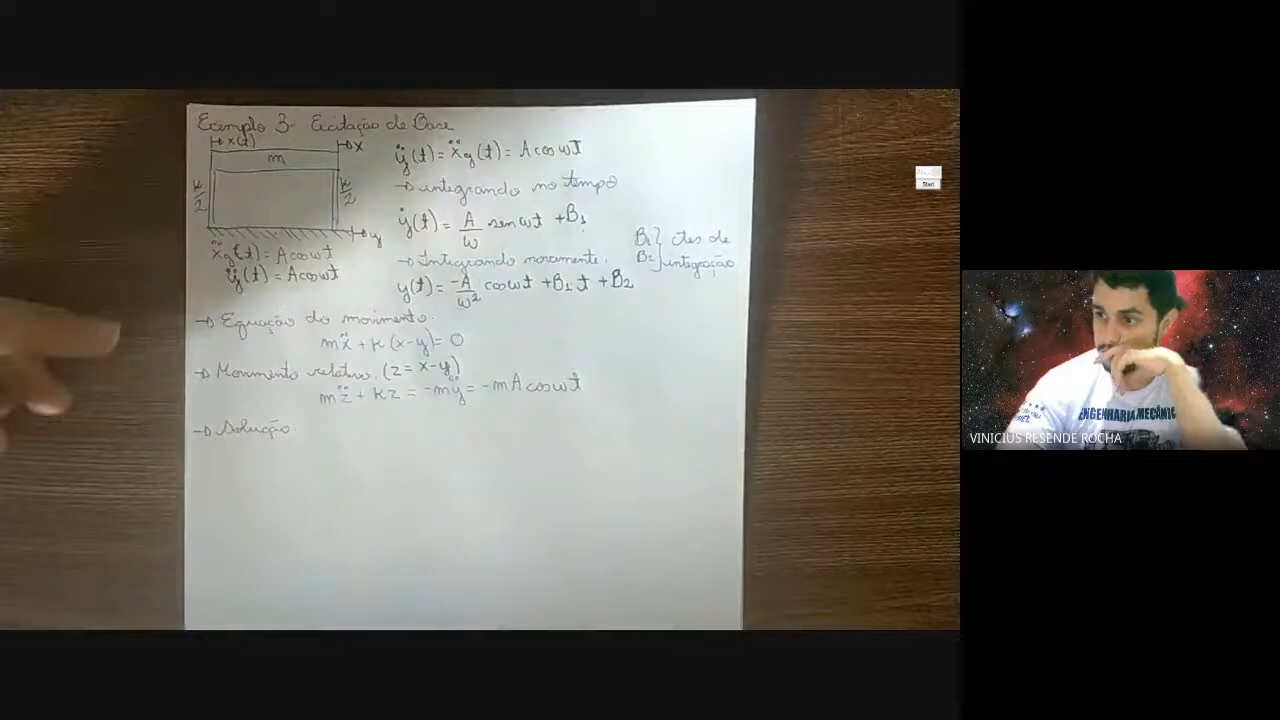 Exemplo 3- Excitação de Base
x(t)
x
m
k/2
k/2
y
ẍg(t) = A cos ωt
ÿ(t) = A cos ωt
ÿ(t) = ẍg(t) = A cos ωt
→ integrando no tempo
ẏ(t) = A/ω sen ωt + B1
→ Integrando novamente.
y(t) = -A/ω² cos ωt + B1 t + B2
B1 } ctes de
B2 } integração
→ Equação do movimento.
mẍ + k (x-y) = 0
→ Movimento relativo. (z = x-y)
mz̈ + kz = -mÿ = -mA cos ωt
→ Solução:
Start
ENGENHARIA MECÂNIC
VINICIUS RESENDE ROCHA